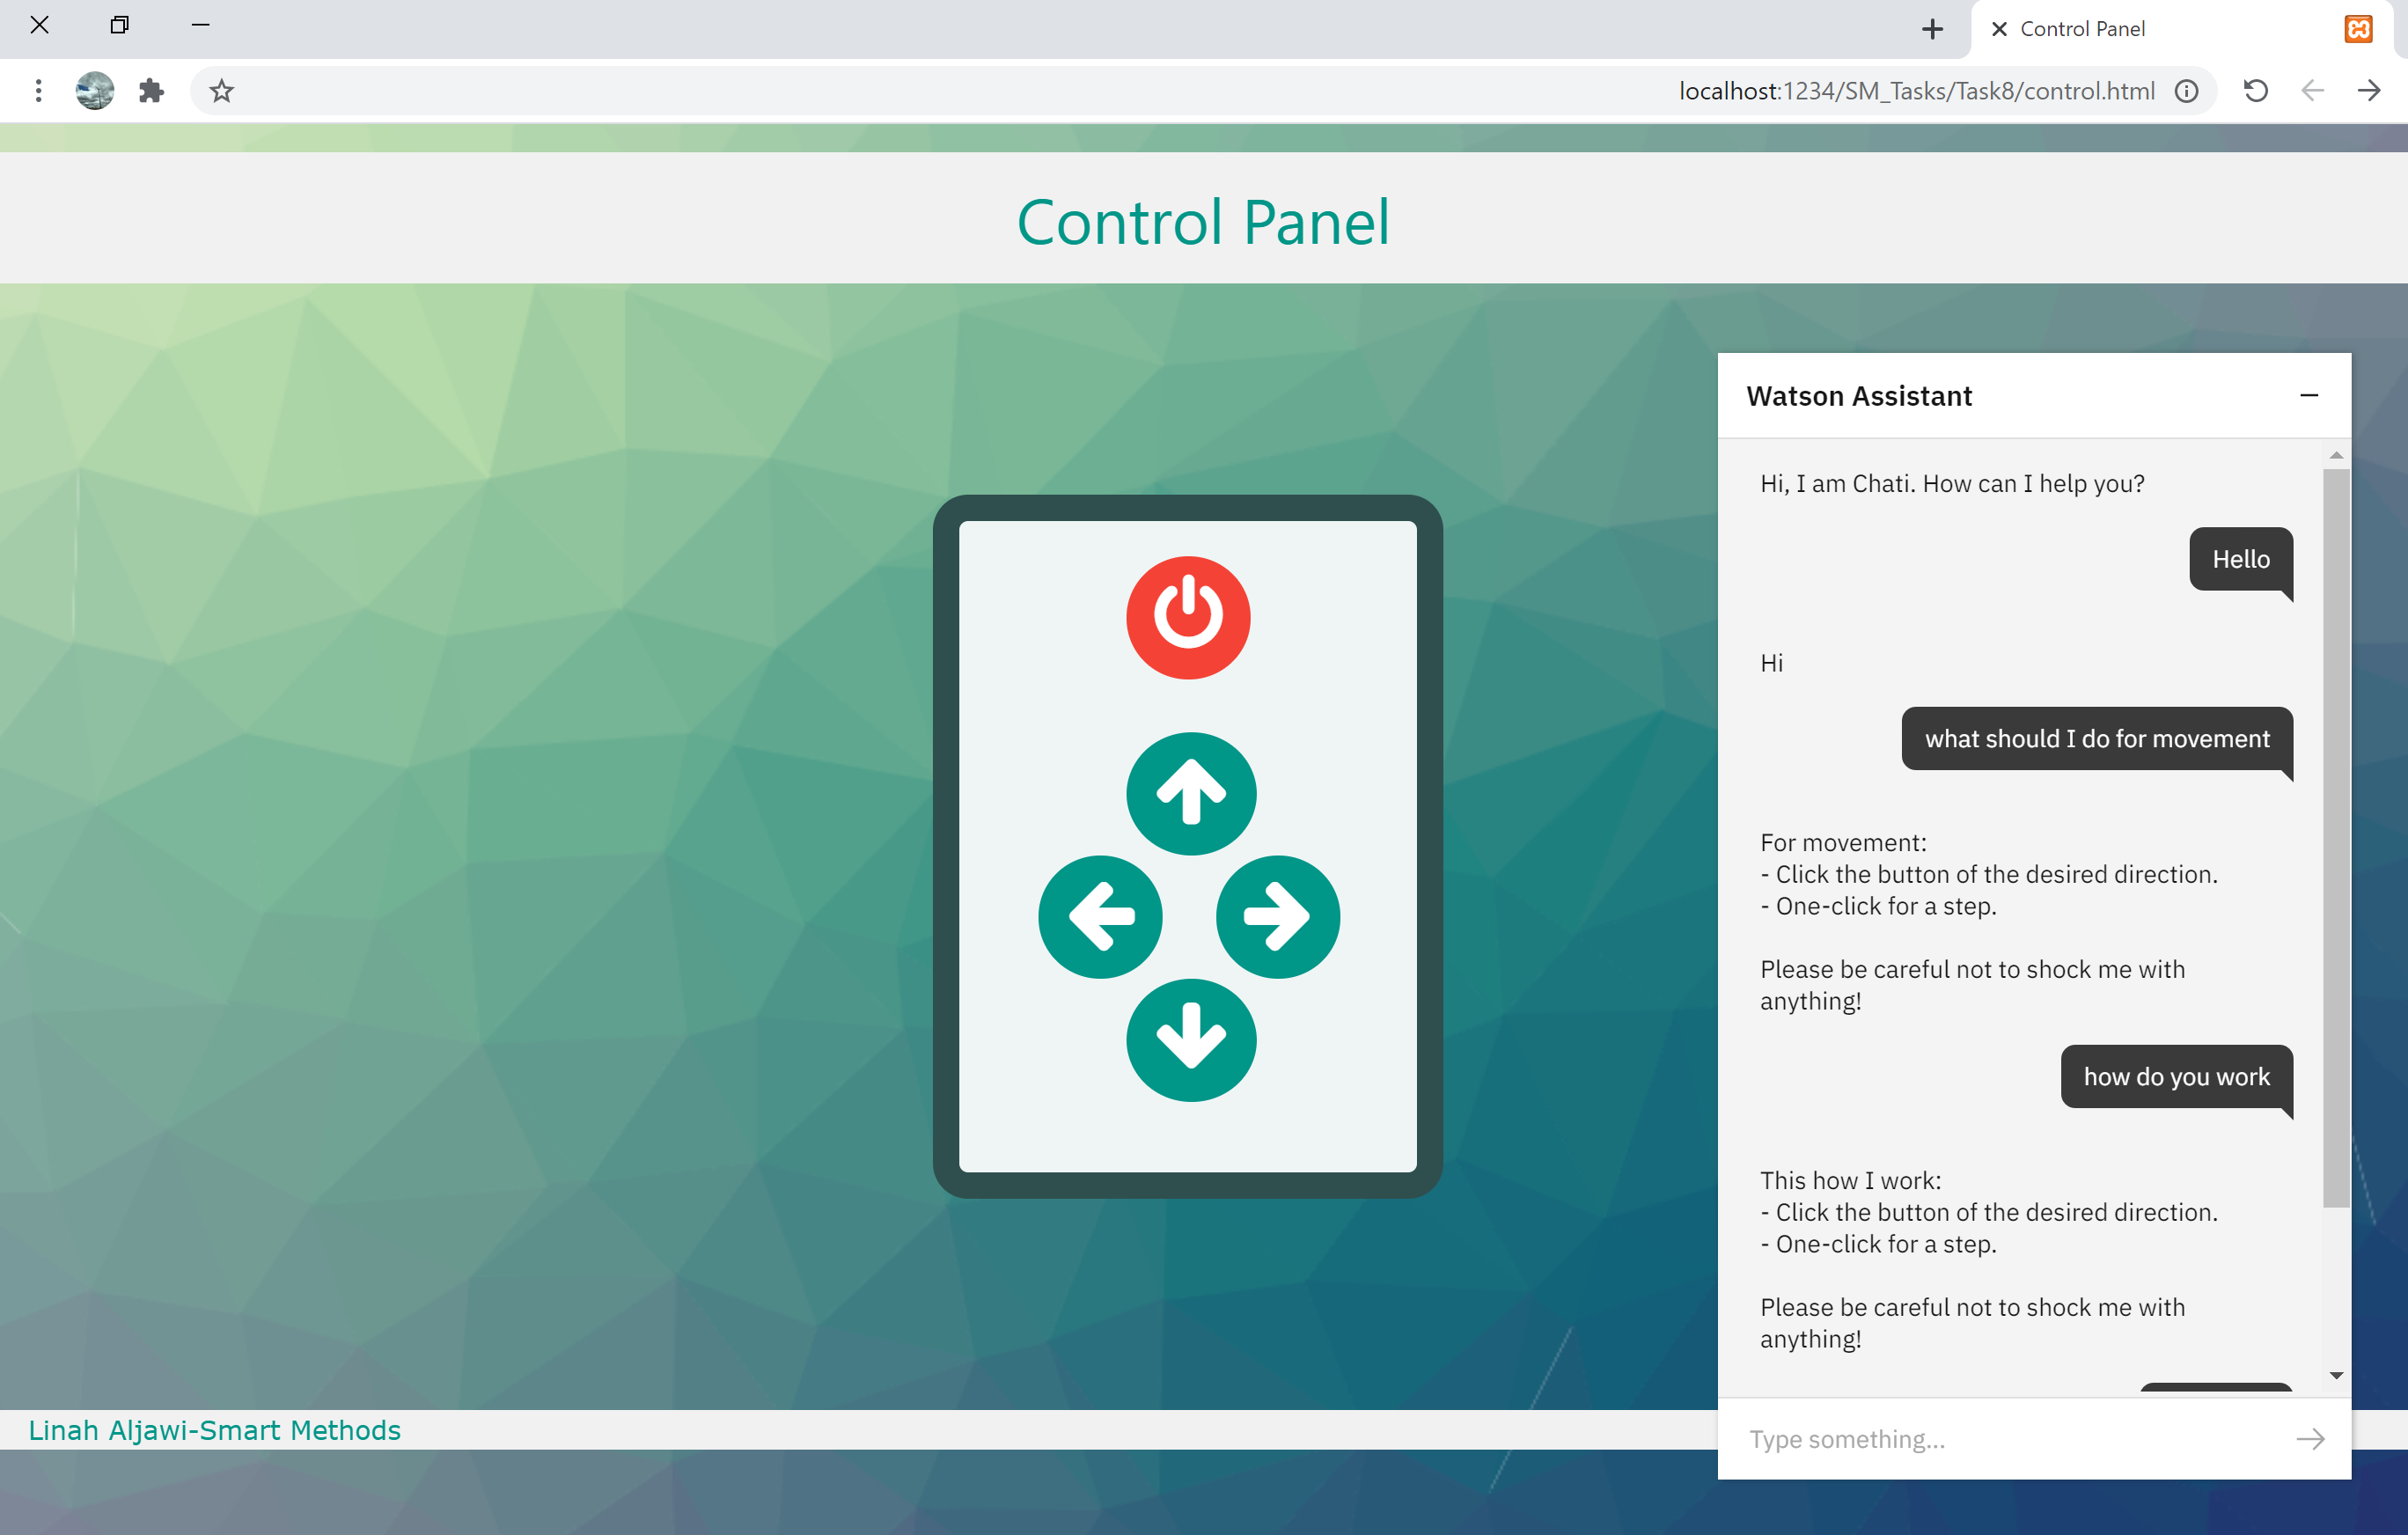 Control Panel
localhost:1234/SM_Tasks/Task8/control.html
Control Panel
Watson Assistant
Hi, I am Chati. How can I help you?
Hello
Hi
what should I do for movement
For movement:
- Click the button of the desired direction.
- One-click for a step.
Please be careful not to shock me with
anything!
how do you work
This how I work:
- Click the button of the desired direction.
- One-click for a step.
Please be careful not to shock me with
anything!
Type something...
Linah Aljawi-Smart Methods